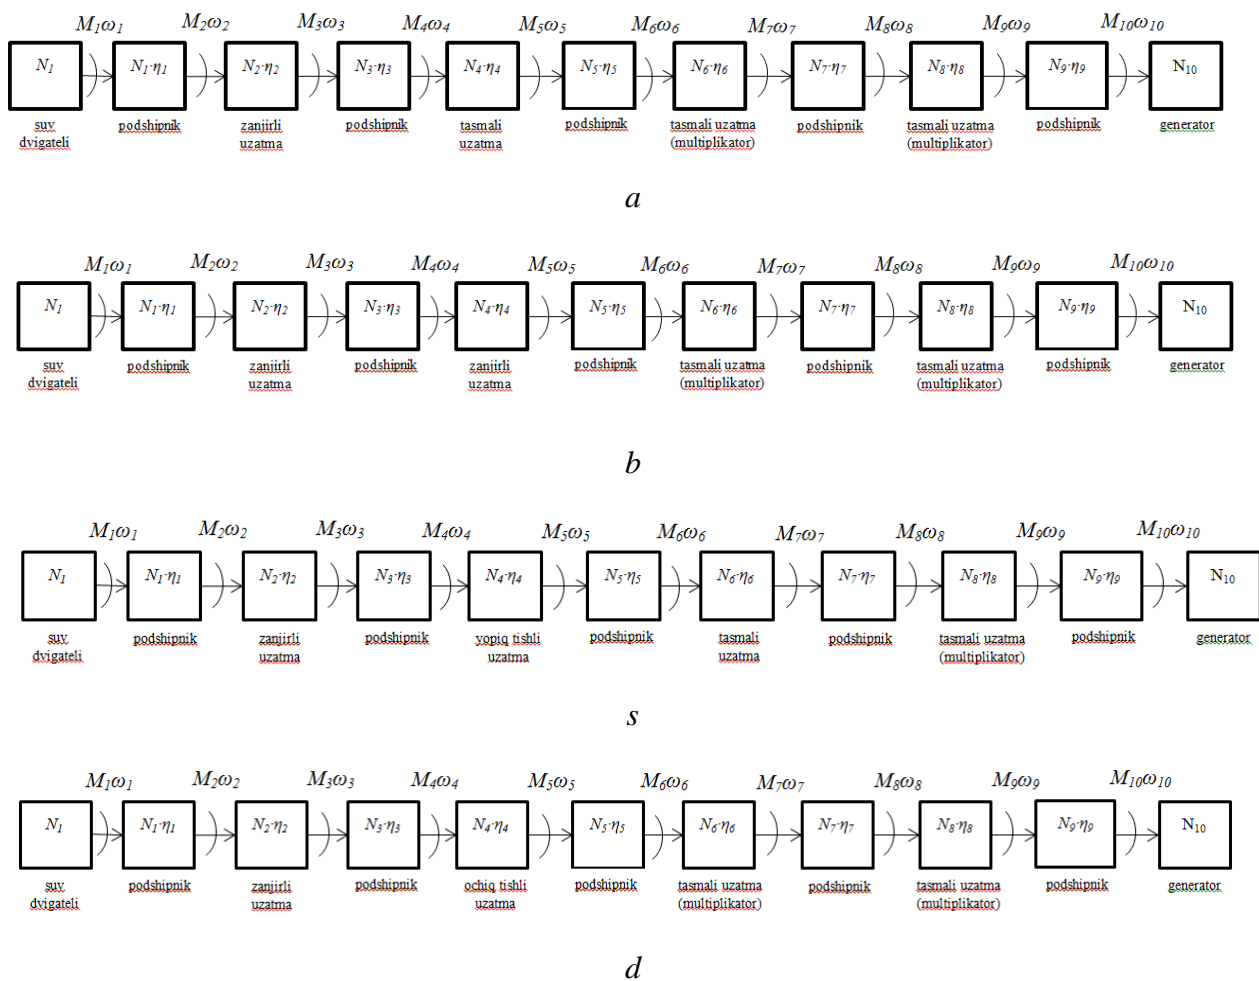 M₁ω₁ M₂ω₂ M₃ω₃ M₄ω₄ M₅ω₅ M₆ω₆ M₇ω₇ M₈ω₈ M₉ω₉ M₁₀ω₁₀
N₁ N₁·η₁ N₂·η₂ N₃·η₃ N₄·η₄ N₅·η₅ N₆·η₆ N₇·η₇ N₈·η₈ N₉·η₉ N₁₀
suv podshipnik zanjirli podshipnik tasmali podshipnik tasmali uzatma podshipnik tasmali uzatma podshipnik generator
dvigateli uzatma uzatma (multiplikator) (multiplikator)
a
M₁ω₁ M₂ω₂ M₃ω₃ M₄ω₄ M₅ω₅ M₆ω₆ M₇ω₇ M₈ω₈ M₉ω₉ M₁₀ω₁₀
N₁ N₁·η₁ N₂·η₂ N₃·η₃ N₄·η₄ N₅·η₅ N₆·η₆ N₇·η₇ N₈·η₈ N₉·η₉ N₁₀
suv podshipnik zanjirli podshipnik zanjirli podshipnik tasmali uzatma podshipnik tasmali uzatma podshipnik generator
dvigateli uzatma uzatma (multiplikator) (multiplikator)
b
M₁ω₁ M₂ω₂ M₃ω₃ M₄ω₄ M₅ω₅ M₆ω₆ M₇ω₇ M₈ω₈ M₉ω₉ M₁₀ω₁₀
N₁ N₁·η₁ N₂·η₂ N₃·η₃ N₄·η₄ N₅·η₅ N₆·η₆ N₇·η₇ N₈·η₈ N₉·η₉ N₁₀
suv podshipnik zanjirli podshipnik yopiq tishli podshipnik tasmali podshipnik tasmali uzatma podshipnik generator
dvigateli uzatma uzatma uzatma (multiplikator)
s
M₁ω₁ M₂ω₂ M₃ω₃ M₄ω₄ M₅ω₅ M₆ω₆ M₇ω₇ M₈ω₈ M₉ω₉ M₁₀ω₁₀
N₁ N₁·η₁ N₂·η₂ N₃·η₃ N₄·η₄ N₅·η₅ N₆·η₆ N₇·η₇ N₈·η₈ N₉·η₉ N₁₀
suv podshipnik zanjirli podshipnik ochiq tishli podshipnik tasmali uzatma podshipnik tasmali uzatma podshipnik generator
dvigateli uzatma uzatma (multiplikator) (multiplikator)
d